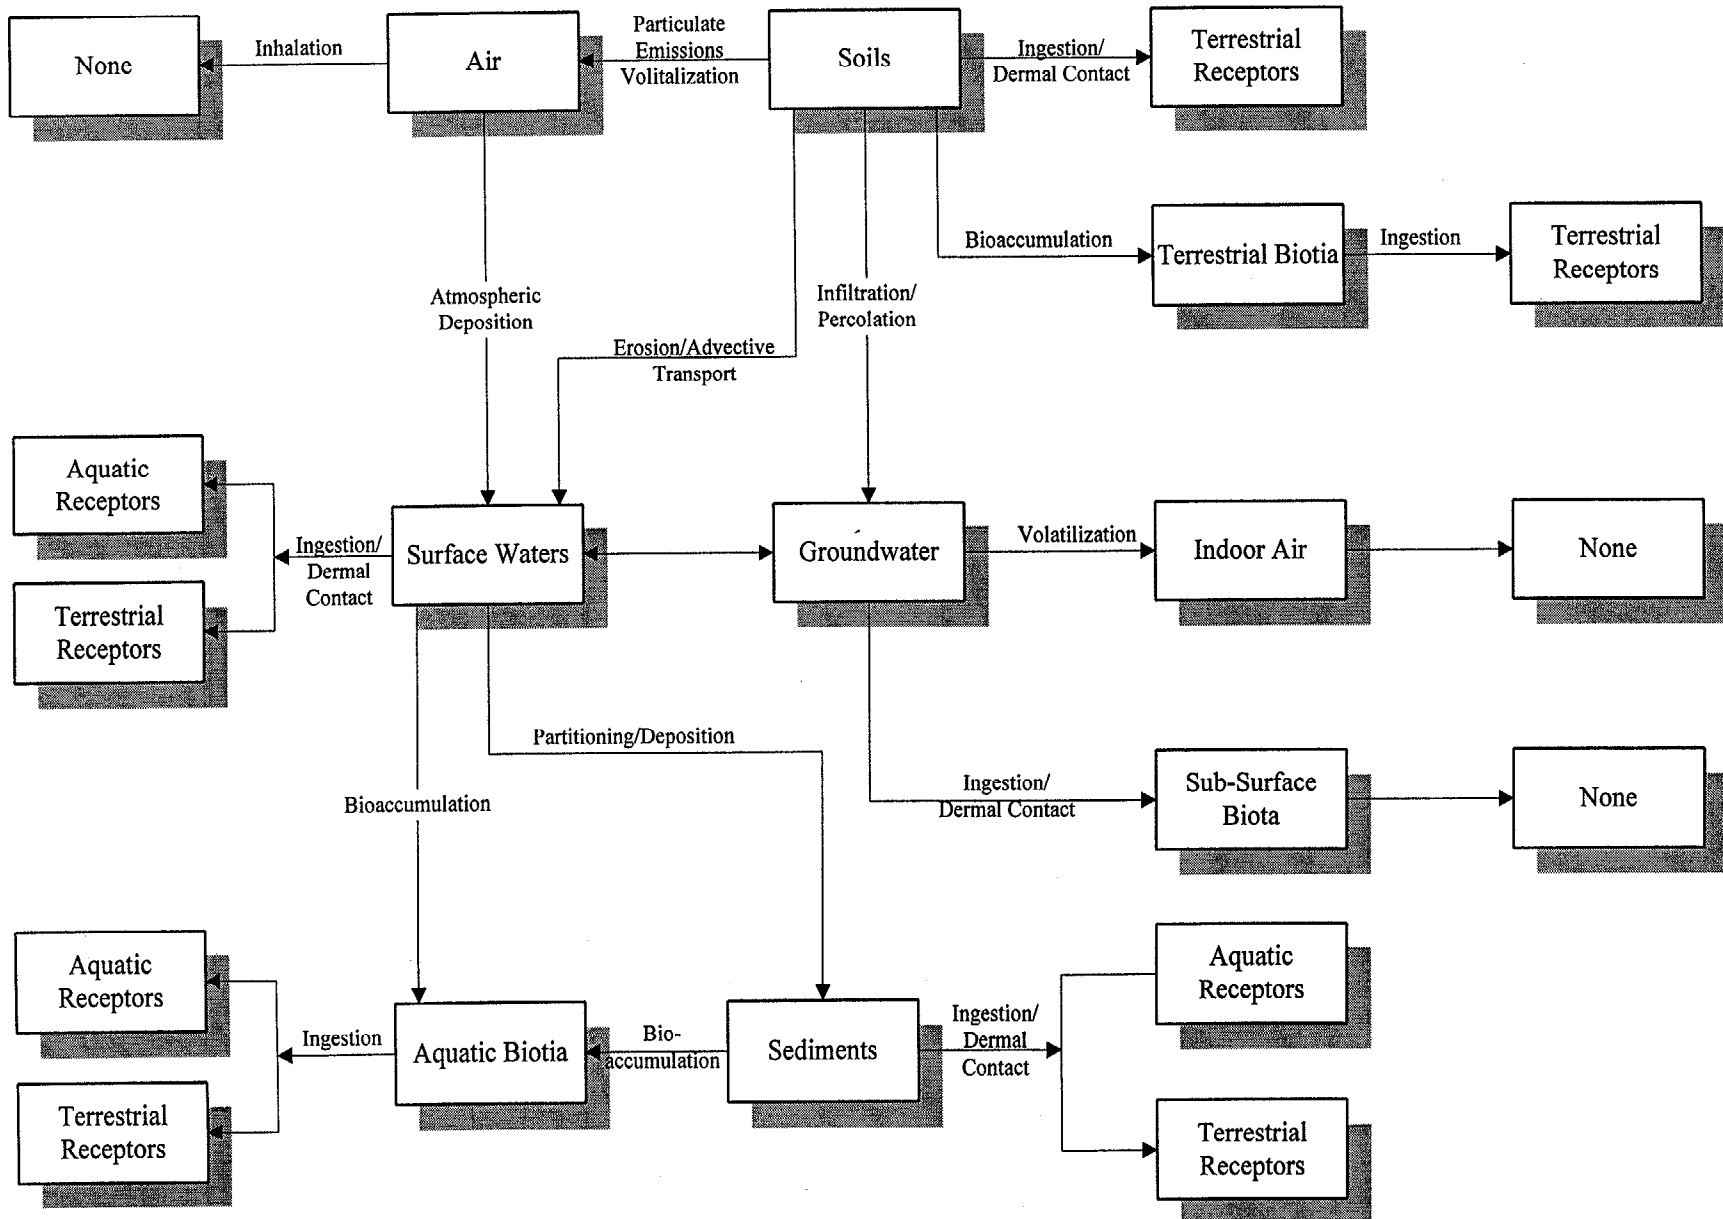 None
Inhalation
Air
Particulate
Emissions
Volitalization
Soils
Ingestion/
Dermal Contact
Terrestrial
Receptors
Bioaccumulation
Terrestrial Biotia
Ingestion
Terrestrial
Receptors
Atmospheric
Deposition
Infiltration/
Percolation
Erosion/Advective
Transport
Aquatic
Receptors
Terrestrial
Receptors
Ingestion/
Dermal
Contact
Surface Waters
Groundwater
Volatilization
Indoor Air
None
Partitioning/Deposition
Bioaccumulation
Ingestion/
Dermal Contact
Sub-Surface
Biota
None
Aquatic
Receptors
Terrestrial
Receptors
Ingestion
Aquatic Biotia
Bio-
accumulation
Sediments
Ingestion/
Dermal
Contact
Aquatic
Receptors
Terrestrial
Receptors